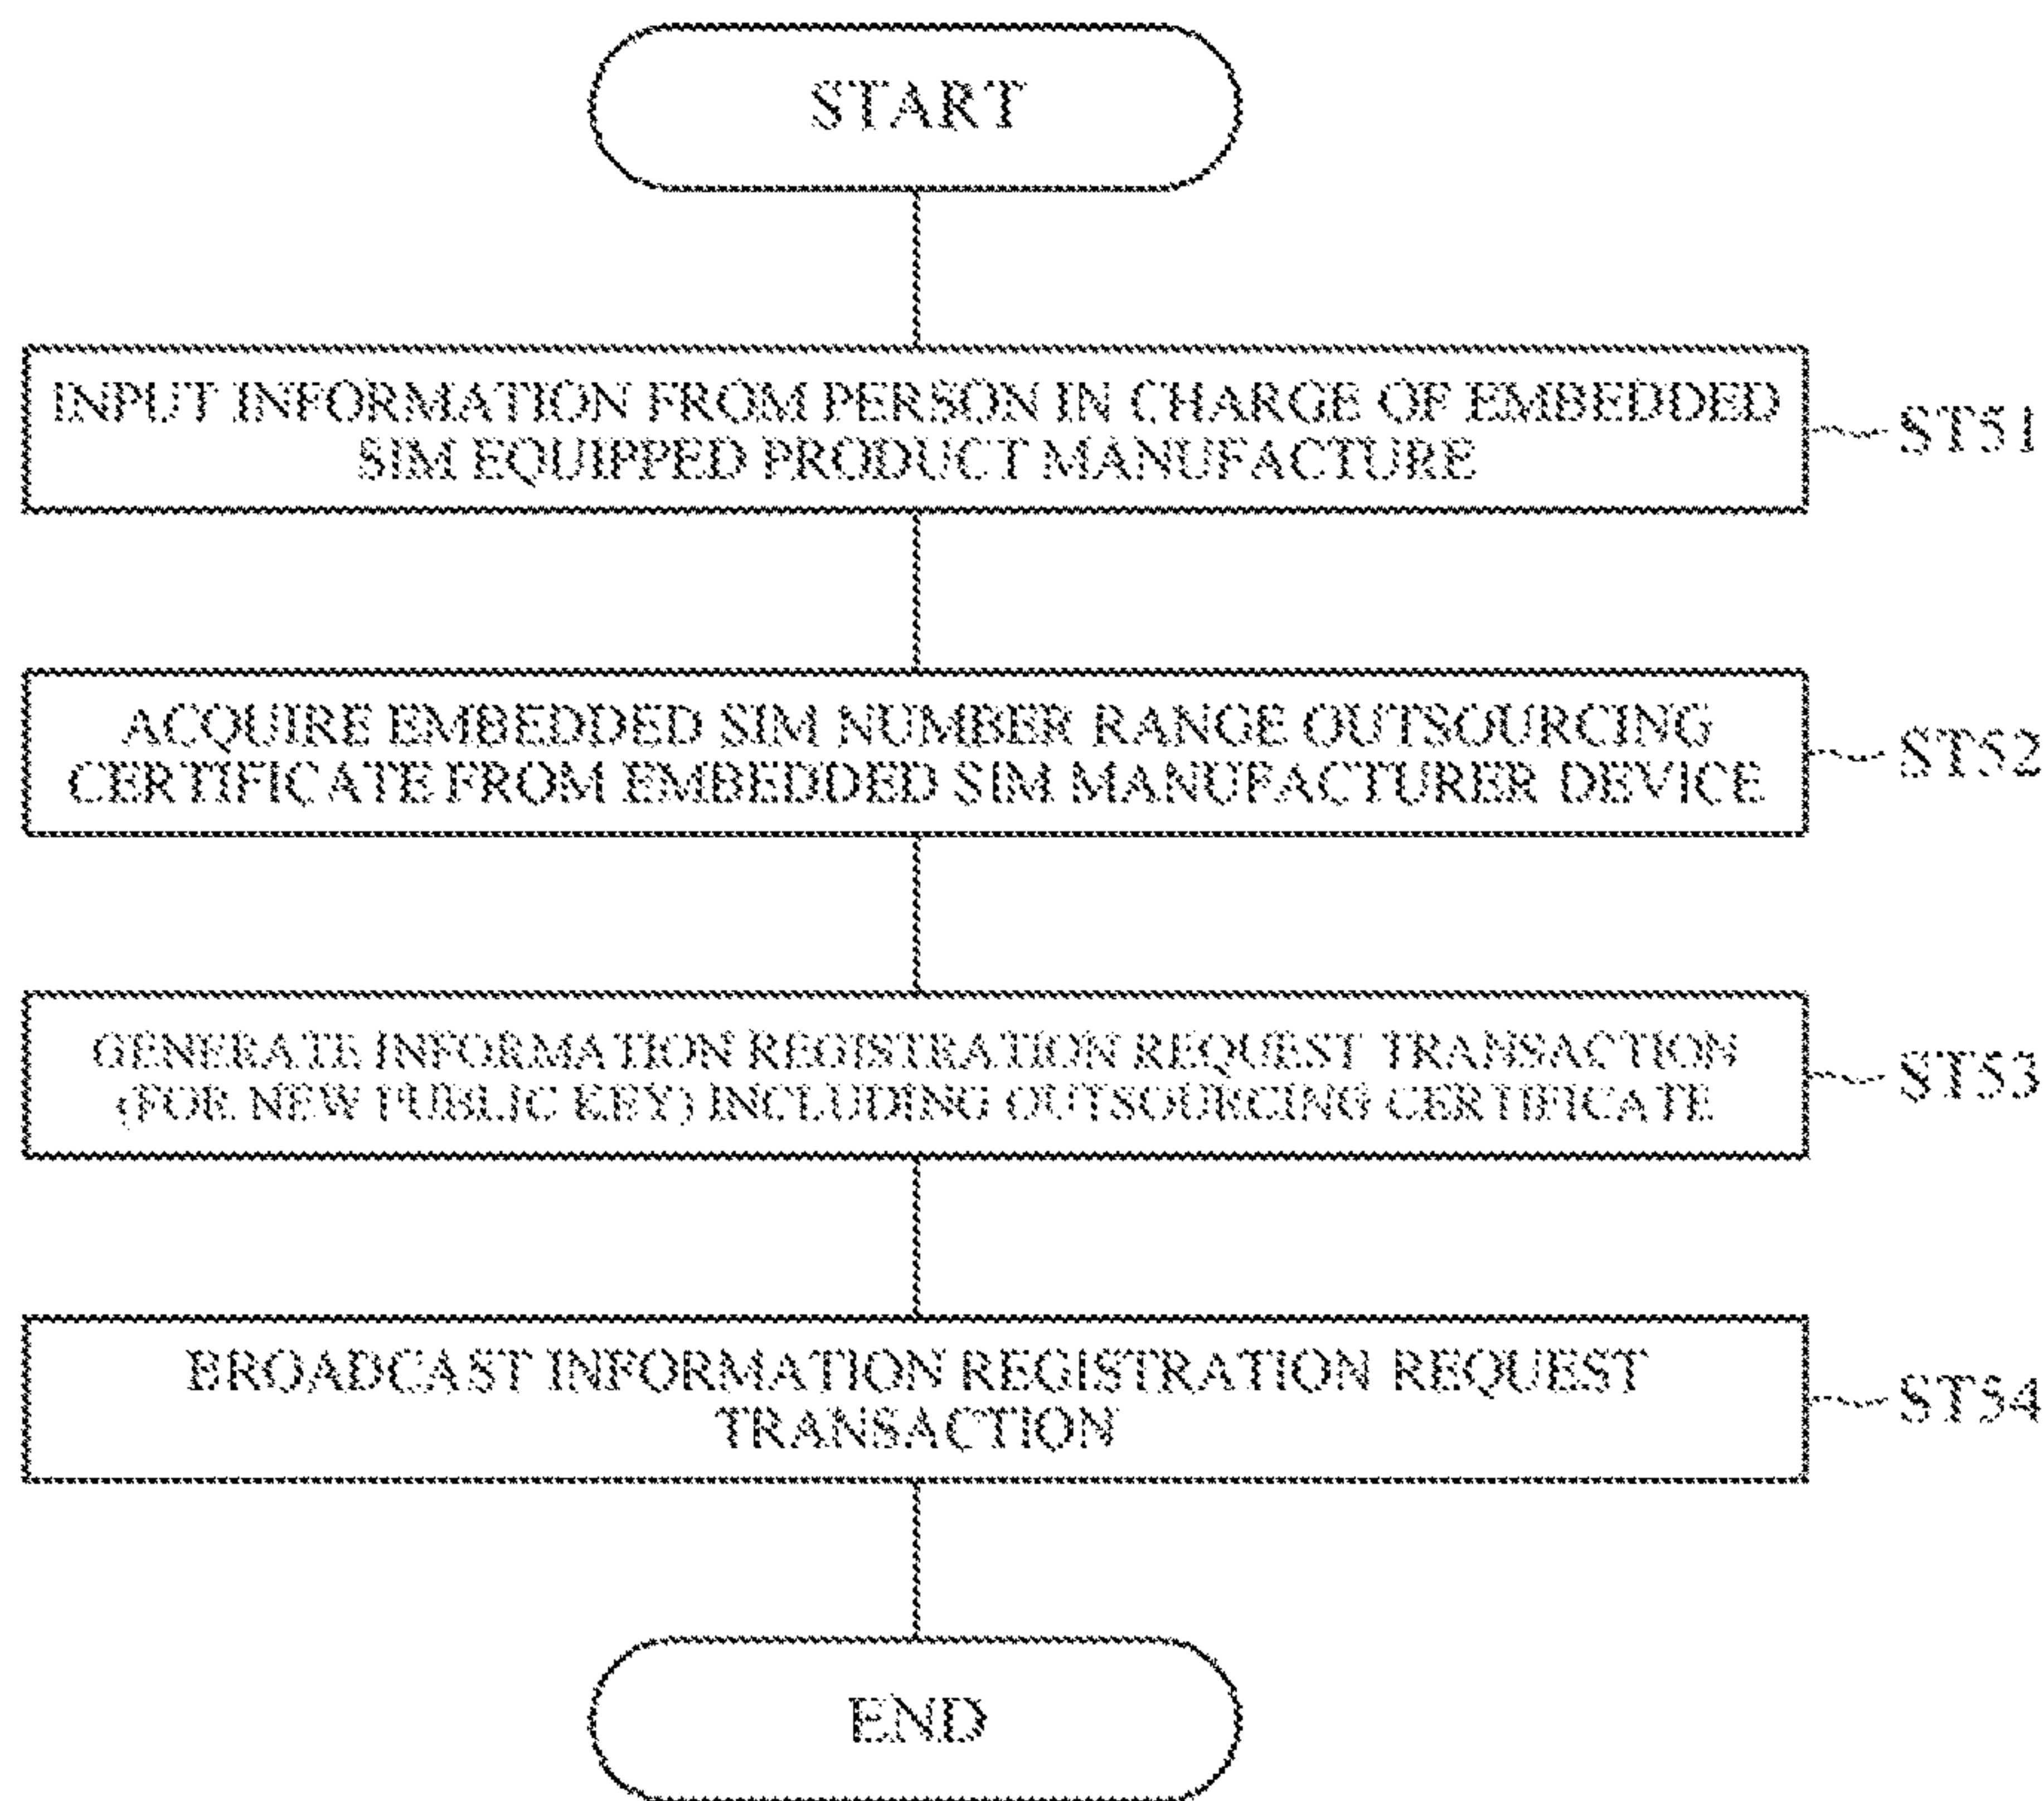 START
INPUT INFORMATION FROM PERSON IN CHARGE OF EMBEDDED
SIM EQUIPPED PRODUCT MANUFACTURE
ST51
ACQUIRE EMBEDDED SIM NUMBER RANGE OUTSOURCING
CERTIFICATE FROM EMBEDDED SIM MANUFACTURER DEVICE
ST52
GENERATE INFORMATION REGISTRATION REQUEST TRANSACTION
(FOR NEW PUBLIC KEY) INCLUDING OUTSOURCING CERTIFICATE
ST53
BROADCAST INFORMATION REGISTRATION REQUEST
TRANSACTION
ST54
END